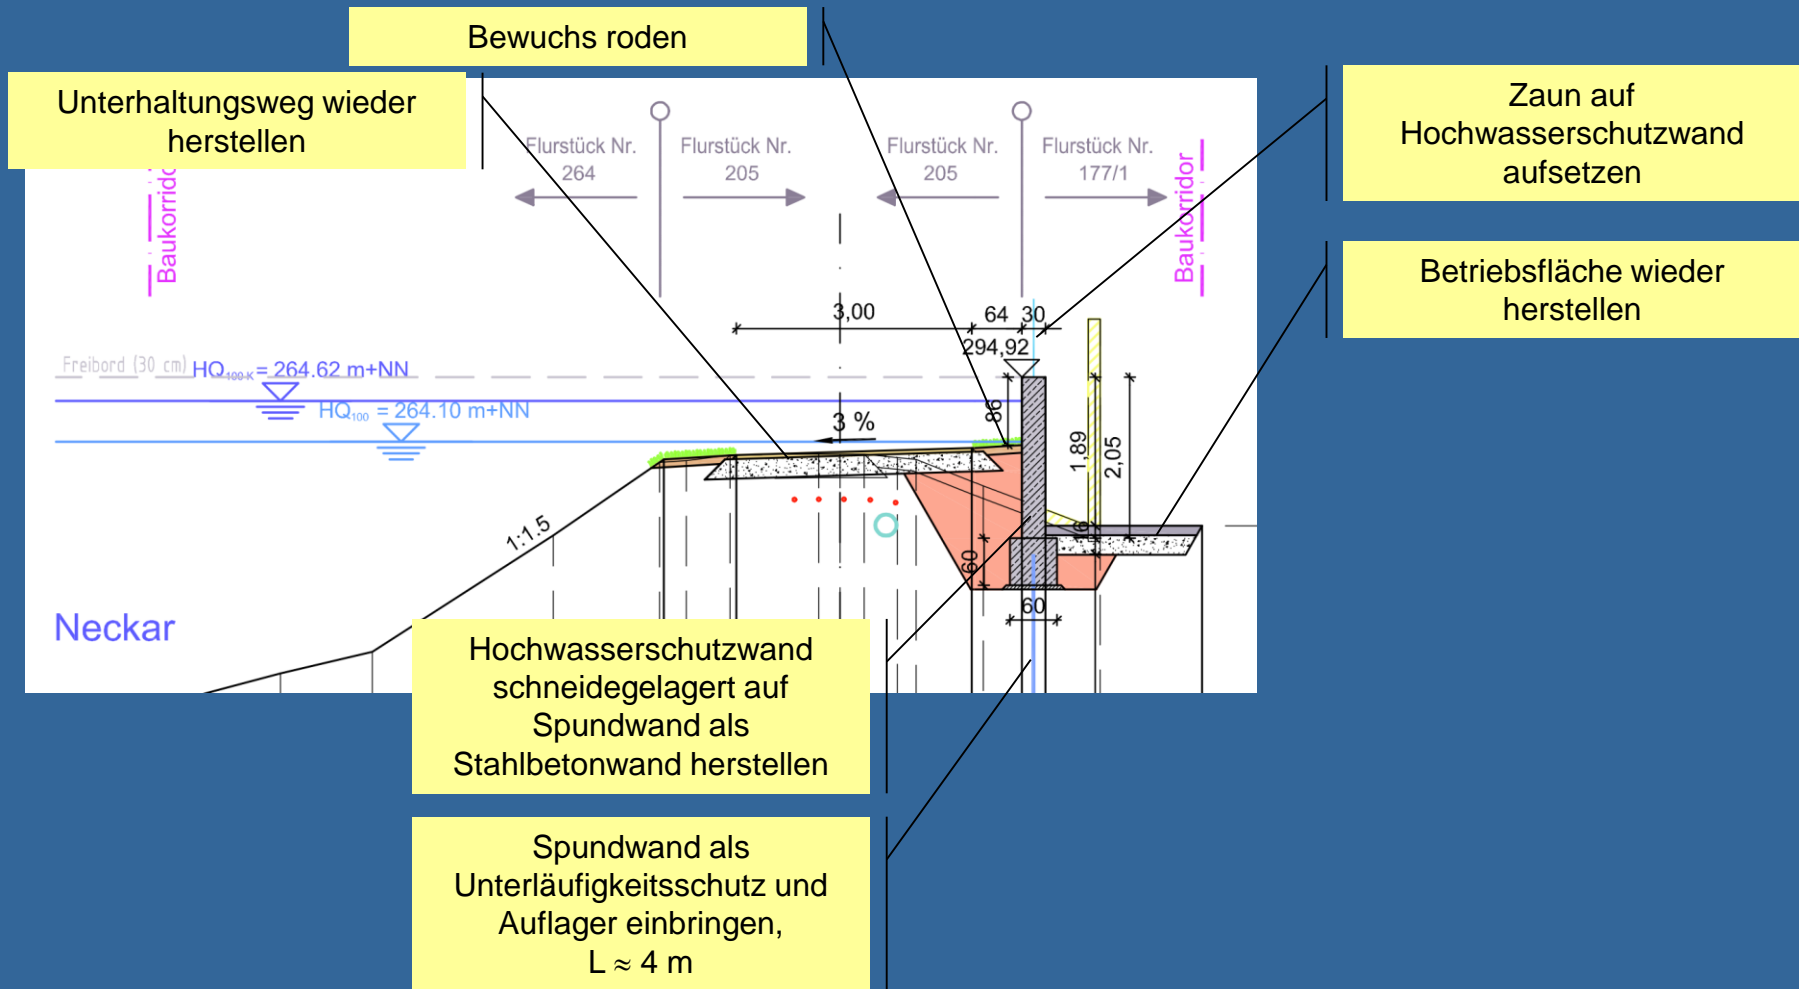 Bewuchs roden
Unterhaltungsweg wieder
herstellen
Zaun auf
Hochwasserschutzwand
aufsetzen
Betriebsfläche wieder
herstellen
Flurstück Nr.
264
Flurstück Nr.
205
Flurstück Nr.
205
Flurstück Nr.
177/1
Baukorridor
Baukorridor
3,00
64
30
294,92
Freibord (30 cm)
HQ100-K = 264.62 m+NN
HQ100 = 264.10 m+NN
3 %
86
1,89
2,05
16
60
60
1:1.5
Neckar
Hochwasserschutzwand
schneidegelagert auf
Spundwand als
Stahlbetonwand herstellen
Spundwand als
Unterläufigkeitsschutz und
Auflager einbringen,
L ≈ 4 m